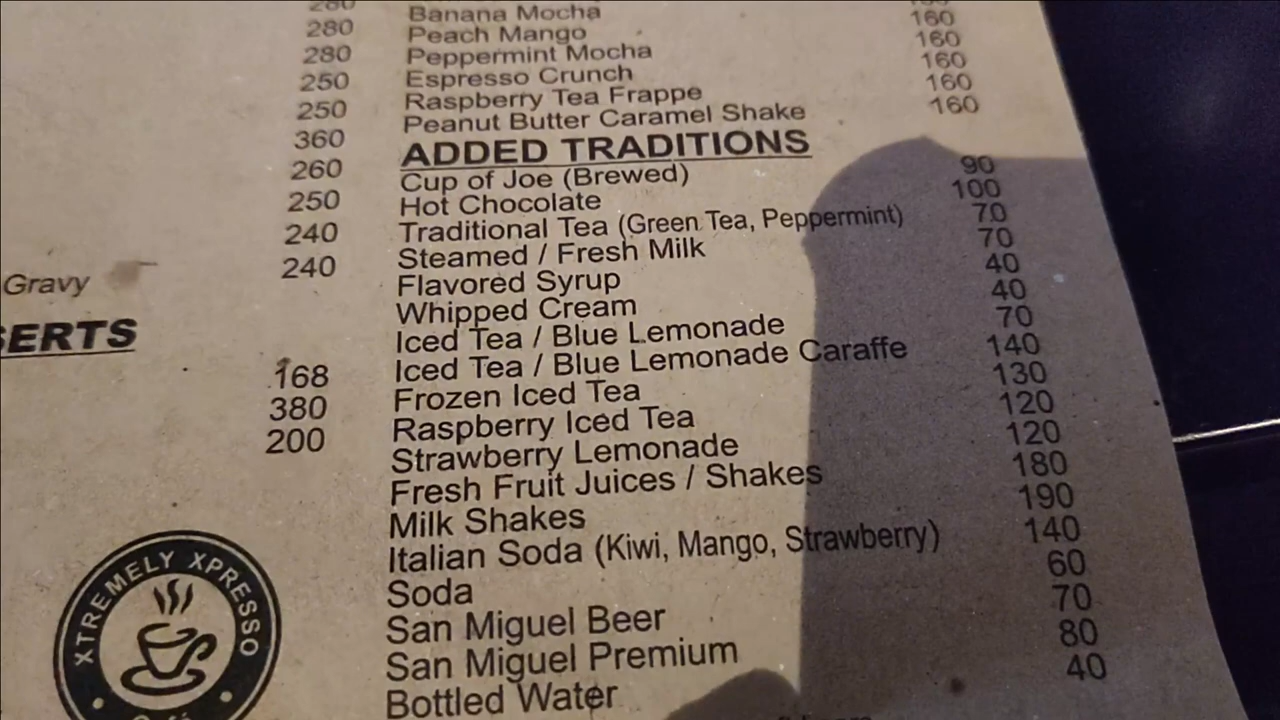 280
280
280
250
250
360
260
250
240
240
Gravy
SERTS
168
380
200
XTREMELY XPRESSO
Café
Banana Mocha 160
Peach Mango 160
Peppermint Mocha 160
Espresso Crunch 160
Raspberry Tea Frappe 160
Peanut Butter Caramel Shake 160
ADDED TRADITIONS
Cup of Joe (Brewed) 90
Hot Chocolate 100
Traditional Tea (Green Tea, Peppermint) 70
Steamed / Fresh Milk 70
Flavored Syrup 40
Whipped Cream 40
Iced Tea / Blue Lemonade 70
Iced Tea / Blue Lemonade Caraffe 140
Frozen Iced Tea 130
Raspberry Iced Tea 120
Strawberry Lemonade 120
Fresh Fruit Juices / Shakes 180
Milk Shakes 190
Italian Soda (Kiwi, Mango, Strawberry) 140
Soda 60
San Miguel Beer 70
San Miguel Premium 80
Bottled Water 40